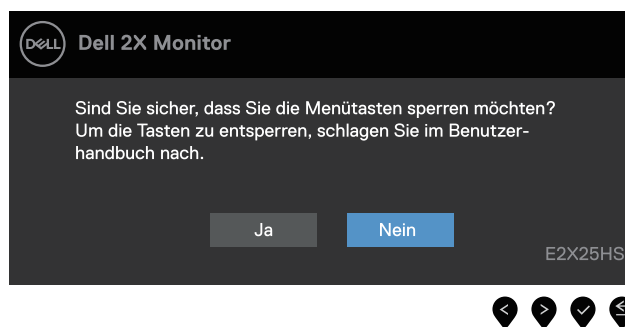 DELL
Dell 2X Monitor
Sind Sie sicher, dass Sie die Menütasten sperren möchten?
Um die Tasten zu entsperren, schlagen Sie im Benutzer-
handbuch nach.
Ja Nein
E2X25HS